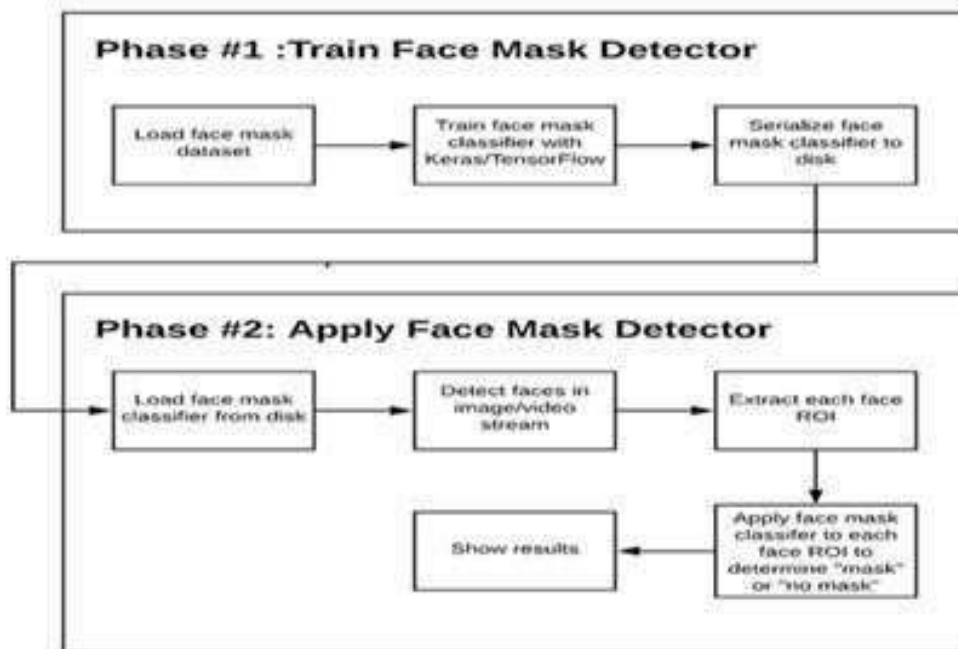 Phase #1 :Train Face Mask Detector
Load face mask
dataset
Train face mask
classifier with
Keras/TensorFlow
Serialize face
mask classifier to
disk
Phase #2: Apply Face Mask Detector
Load face mask
classifier from disk
Detect faces in
image/video
stream
Extract each face
ROI
Apply face mask
classifer to each
face ROI to
determine "mask"
or "no mask"
Show results